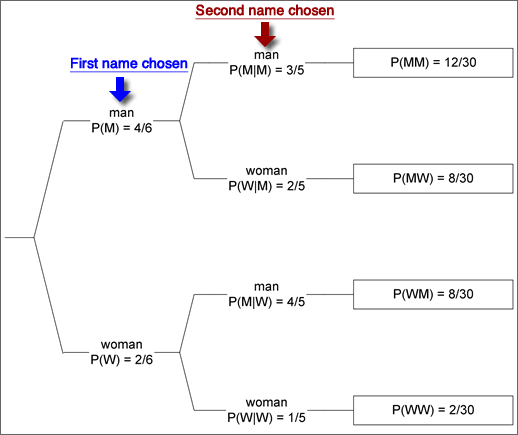 Second name chosen
First name chosen
man
P(M|M) = 3/5
P(MM) = 12/30
man
P(M) = 4/6
woman
P(W|M) = 2/5
P(MW) = 8/30
man
P(M|W) = 4/5
P(WM) = 8/30
woman
P(W) = 2/6
woman
P(W|W) = 1/5
P(WW) = 2/30